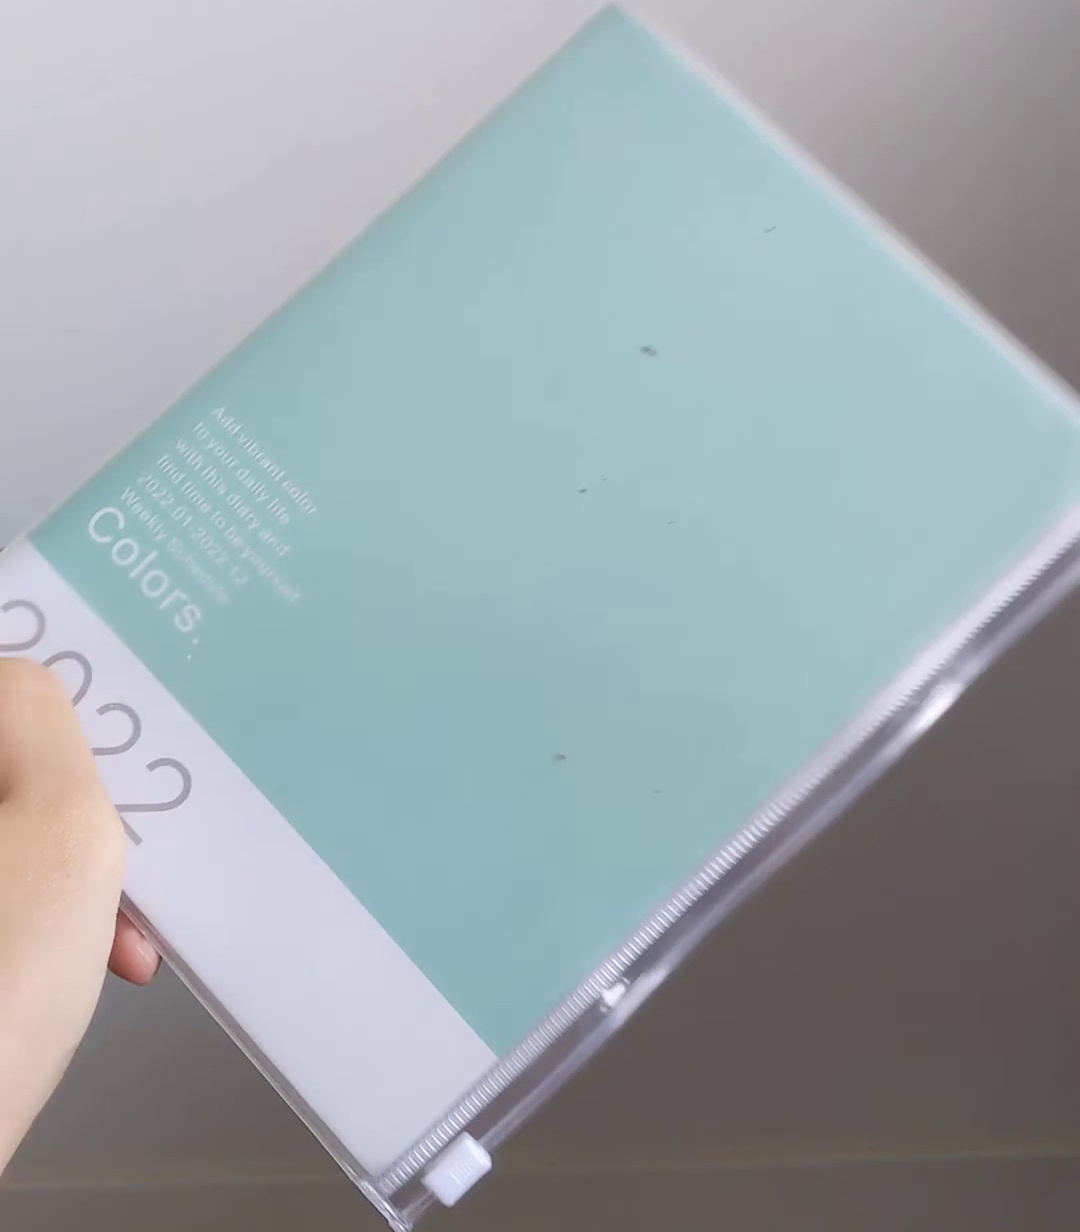 Add vibrant color
to your daily life
with this diary and
find time to be yourself
2022.01-2022.12
Weekly Schedule
Colors.
2022